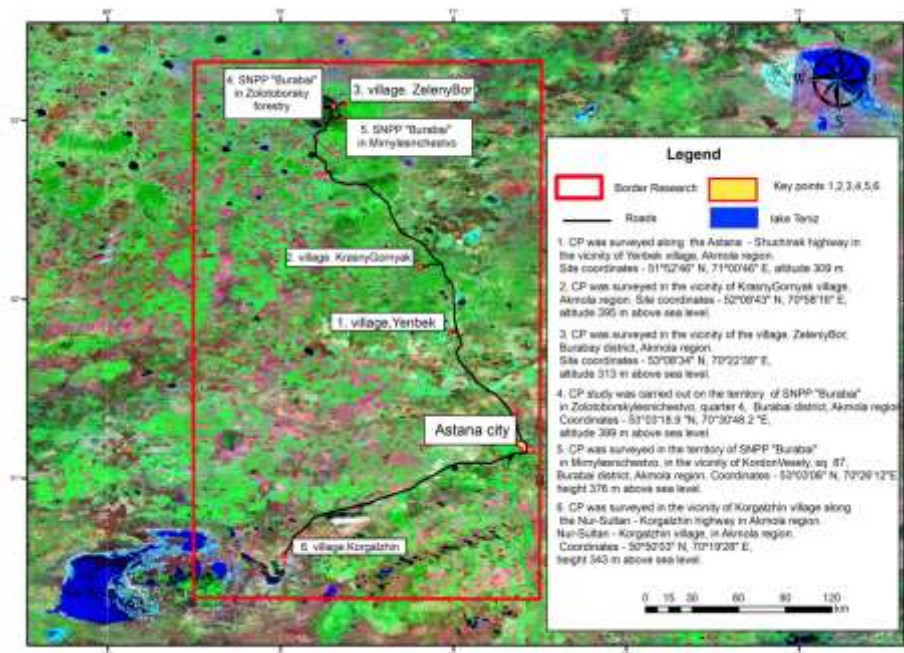 4. SNPP "Burabai"
in Zolotoborsky
forestry
3. village. ZelenyBor
5. SNPP "Burabai"
in Mirnylesnichestvo
2. village. KrasnyGornyak
1. village.Yenbek
Astana city
6. village.Korgalzhin
N
W
S
Legend
Border Research
Key points 1,2,3,4,5,6.
Roads
lake Teniz
1. CP was surveyed along the Astana - Shuchinsk highway in
the vicinity of Yenbek village, Akmola region.
Site coordinates - 51°52'46" N, 71°00'46" E, altitude 309 m
2. CP was surveyed in the vicinity of KrasnyGornyak village,
Akmola region. Site coordinates - 52°08'43" N, 70°58'16" E,
altitude 395 m above sea level.
3. CP was surveyed in the vicinity of the village. ZelenyBor,
Burabay district, Akmola region.
Site coordinates - 53°08'34" N, 70°22'38" E,
altitude 313 m above sea level.
4. CP study was carried out on the territory of SNPP "Burabai"
in Zolotoborskylesnichestvo, quarter 4, Burabai district, Akmola region
Coordinates - 53°03'18.9 "N, 70°30'48.2 "E,
altitude 399 m above sea level
5. CP was surveyed in the territory of SNPP "Burabai"
in Mirnylesnichestvo, in the vicinity of KordonVesely, sq. 87,
Burabai district, Akmola region. Coordinates - 53°03'06" N, 70°26'12"E
height 376 m above sea level.
6. CP was surveyed in the vicinity of Korgalzhin village along
the Nur-Sultan - Korgalzhin highway in Akmola region.
Nur-Sultan - Korgalzhin village, in Akmola region.
Coordinates - 50°50'03" N, 70°19'28" E,
height 343 m above sea level.
0 15 30 60 90 120
km